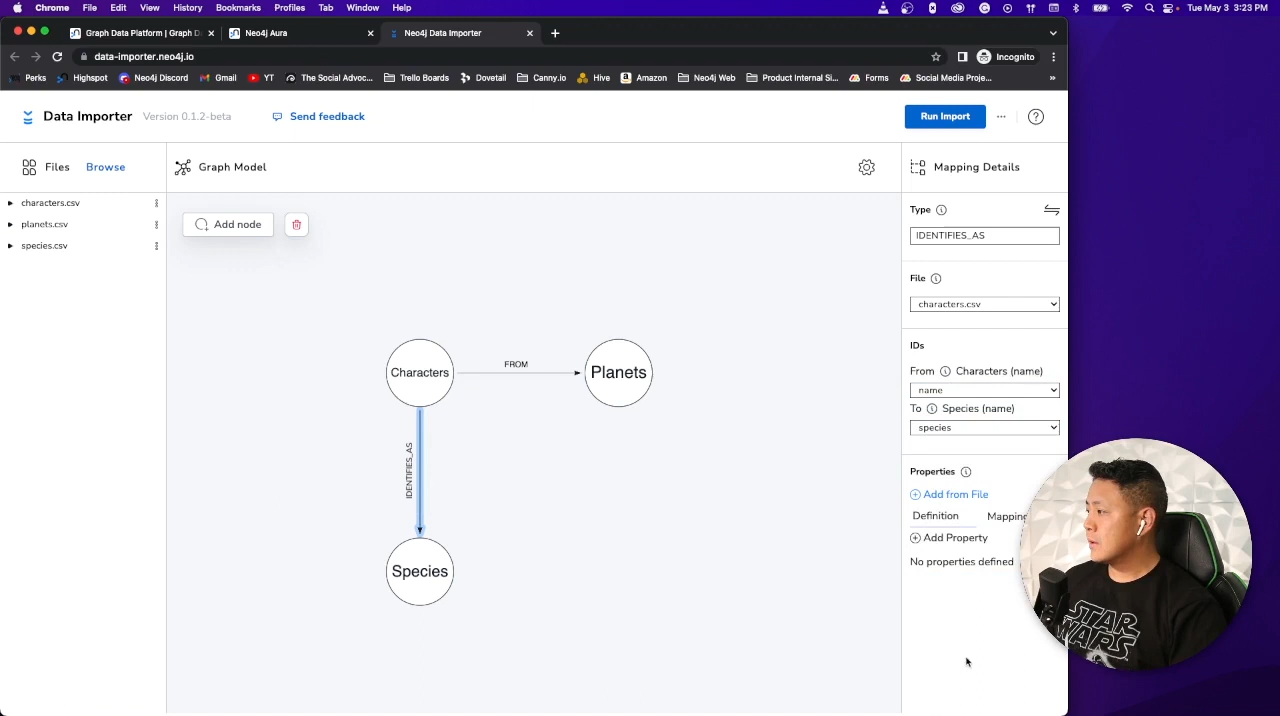 Chrome File Edit View History Bookmarks Profiles Tab Window Help Tue May 3 3:23 PM
Graph Data Platform | Graph D
Neo4j Aura
Neo4j Data Importer
data-importer.neo4j.io
Incognito
Perks Highspot Neo4j Discord Gmail YT The Social Advoc... Trello Boards Dovetail Canny.io Hive Amazon Neo4j Web Product Internal Si... Forms Social Media Proje... »
Data Importer Version 0.1.2-beta Send feedback Run Import
Files Browse Graph Model Mapping Details
characters.csv
planets.csv
species.csv
Add node
Characters
FROM
Planets
IDENTIFIES_AS
Species
Type
IDENTIFIES_AS
File
characters.csv
IDs
From Characters (name)
name
To Species (name)
species
Properties
Add from File
Definition Mapping
Add Property
No properties defined
STAR
WARS